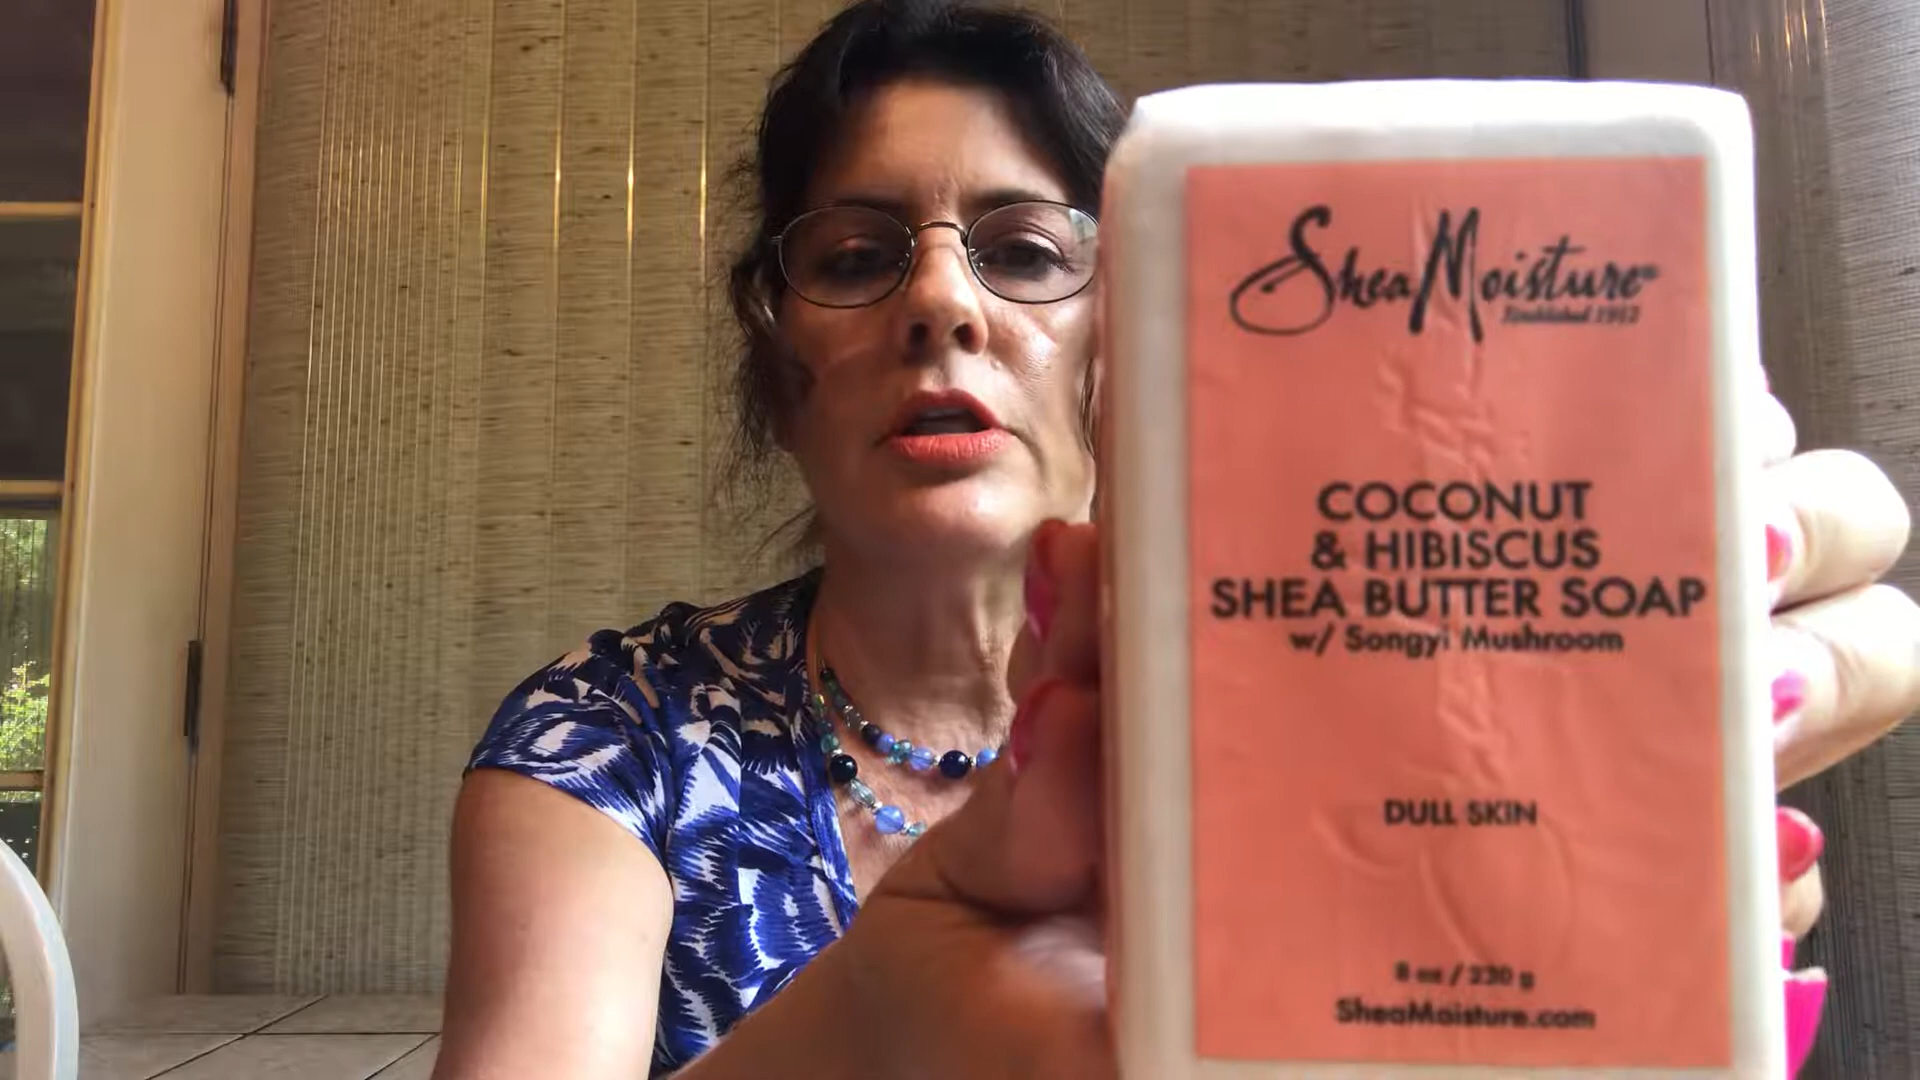 SheaMoisture
Established 1912
COCONUT
& HIBISCUS
SHEA BUTTER SOAP
w/ Songyi Mushroom
DULL SKIN
8 oz / 230 g
SheaMoisture.com